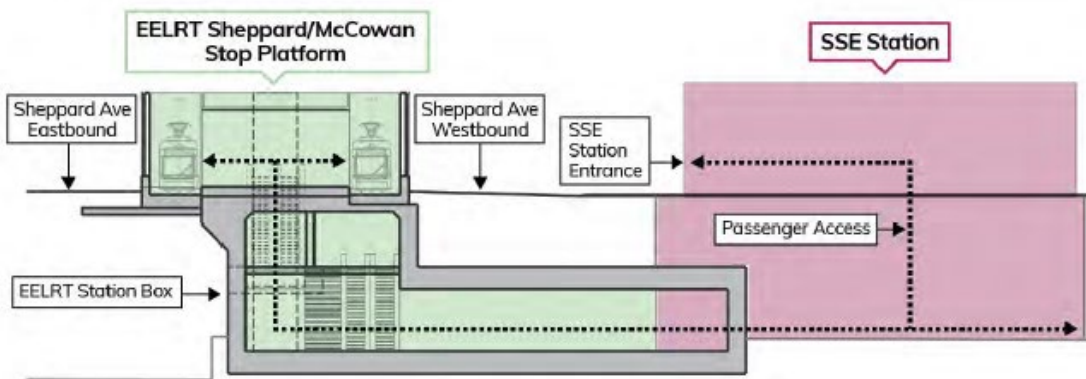 EELRT Sheppard/McCowan
Stop Platform
SSE Station
Sheppard Ave
Eastbound
Sheppard Ave
Westbound
SSE
Station
Entrance
Passenger Access
EELRT Station Box